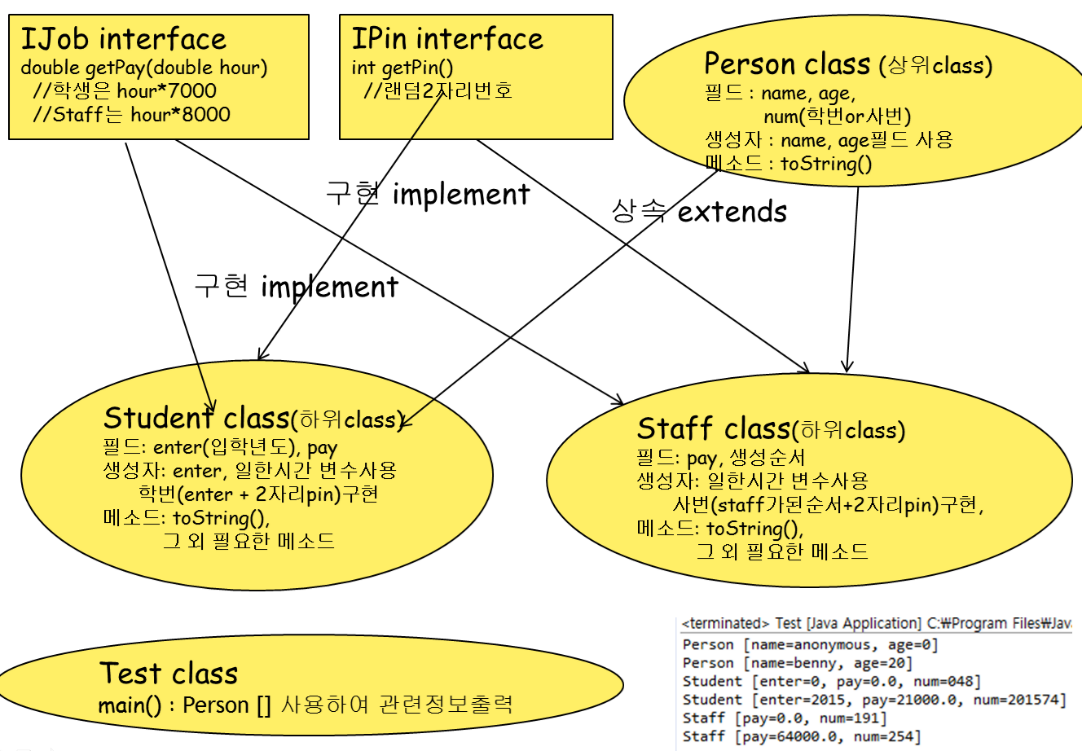 IJob interface
double getPay(double hour)
//학생은 hour*7000
//Staff는 hour*8000
IPin interface
int getPin()
//랜덤2자리번호
Person class (상위class)
필드 : name, age,
num(학번or사번)
생성자 : name, age필드 사용
메소드 : toString()
구현 implement
상속 extends
구현 implement
Student class(하위class)
필드: enter(입학년도), pay
생성자: enter, 일한시간 변수사용
학번(enter + 2자리pin)구현
메소드: toString(),
그 외 필요한 메소드
Staff class(하위class)
필드: pay, 생성순서
생성자: 일한시간 변수사용
사번(staff가된순서+2자리pin)구현,
메소드: toString(),
그 외 필요한 메소드
Test class
main() : Person [] 사용하여 관련정보출력
<terminated> Test [Java Application] C:₩Program Files₩Jav
Person [name=anonymous, age=0]
Person [name=benny, age=20]
Student [enter=0, pay=0.0, num=048]
Student [enter=2015, pay=21000.0, num=201574]
Staff [pay=0.0, num=191]
Staff [pay=64000.0, num=254]